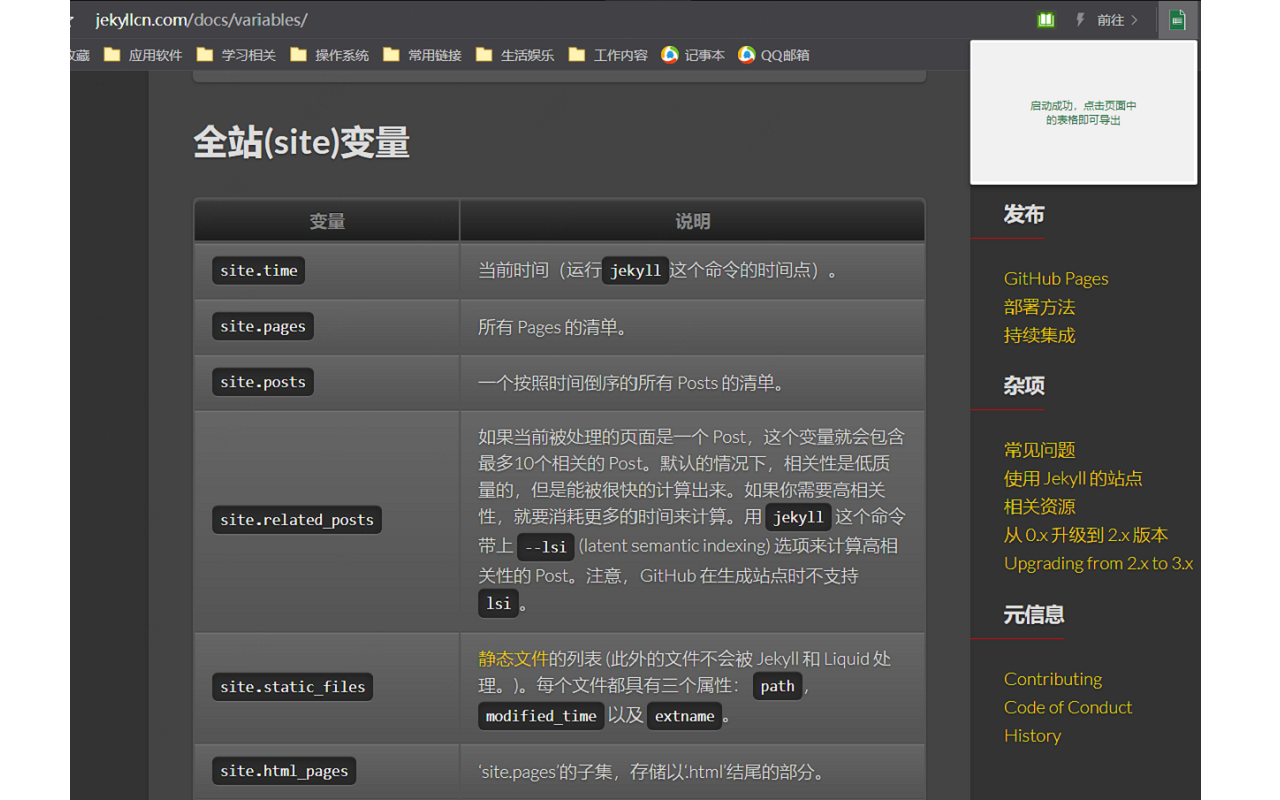 jekyllcn.com/docs/variables/
前往
收藏 应用软件 学习相关 操作系统 常用链接 生活娱乐 工作内容 记事本 QQ邮箱
启动成功，点击页面中
的表格即可导出
全站(site)变量
变量 说明
site.time 当前时间（运行 jekyll 这个命令的时间点）。
site.pages 所有 Pages 的清单。
site.posts 一个按照时间倒序的所有 Posts 的清单。
site.related_posts
如果当前被处理的页面是一个 Post，这个变量就会包含
最多10个相关的 Post。默认的情况下，相关性是低质
量的，但是能被很快的计算出来。如果你需要高相关
性，就要消耗更多的时间来计算。用 jekyll 这个命令
带上 --lsi (latent semantic indexing) 选项来计算高相
关性的 Post。注意，GitHub 在生成站点时不支持
lsi 。
site.static_files
静态文件的列表 (此外的文件不会被 Jekyll 和 Liquid 处
理。)。每个文件都具有三个属性： path ,
modified_time 以及 extname 。
site.html_pages ‘site.pages’的子集，存储以‘.html’结尾的部分。
发布
GitHub Pages
部署方法
持续集成
杂项
常见问题
使用 Jekyll 的站点
相关资源
从 0.x 升级到 2.x 版本
Upgrading from 2.x to 3.x
元信息
Contributing
Code of Conduct
History